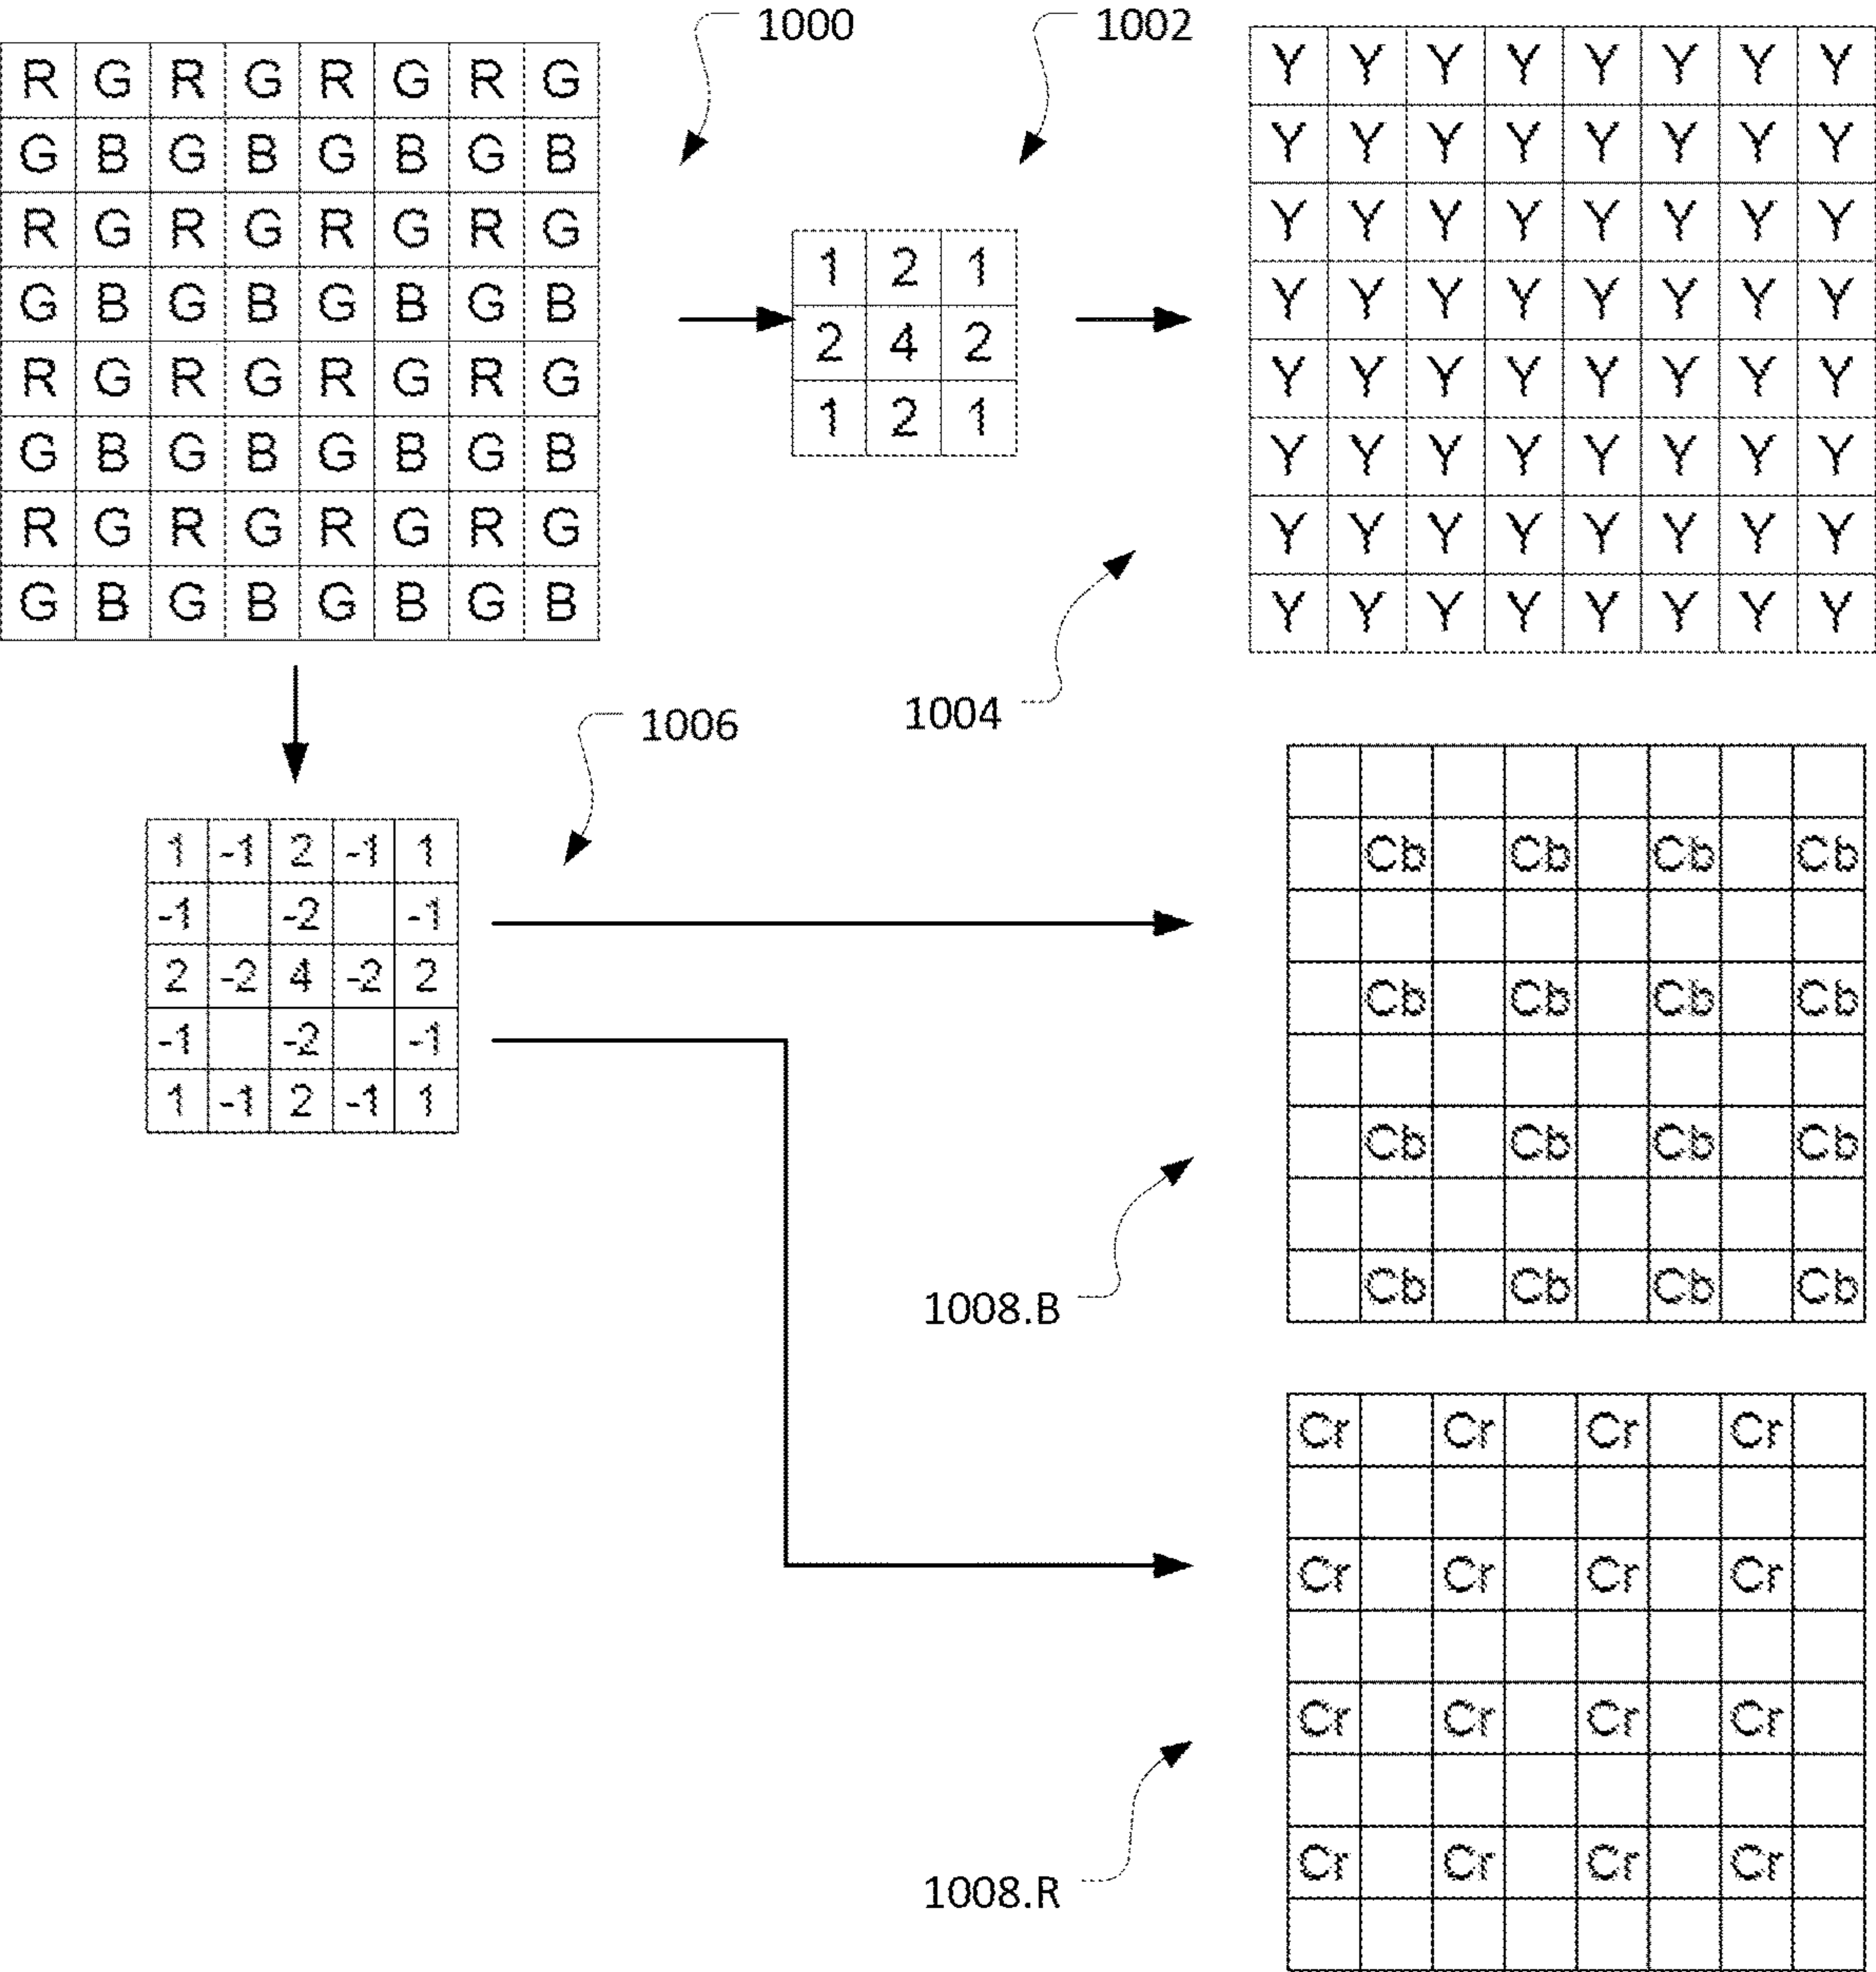 1000
1002
R G R G R G R G
G B G B G B G B
R G R G R G R G
G B G B G B G B
R G R G R G R G
G B G B G B G B
R G R G R G R G
G B G B G B G B
1 2 1
2 4 2
1 2 1
Y Y Y Y Y Y Y Y
Y Y Y Y Y Y Y Y
Y Y Y Y Y Y Y Y
Y Y Y Y Y Y Y Y
Y Y Y Y Y Y Y Y
Y Y Y Y Y Y Y Y
Y Y Y Y Y Y Y Y
Y Y Y Y Y Y Y Y
1004
1006
1 -1 2 -1 1
-1 -2 -1
2 -2 4 -2 2
-1 -2 -1
1 -1 2 -1 1
Cb Cb Cb Cb
Cb Cb Cb Cb
Cb Cb Cb Cb
Cb Cb Cb Cb
1008.B
Cr Cr Cr Cr
Cr Cr Cr Cr
Cr Cr Cr Cr
Cr Cr Cr Cr
1008.R